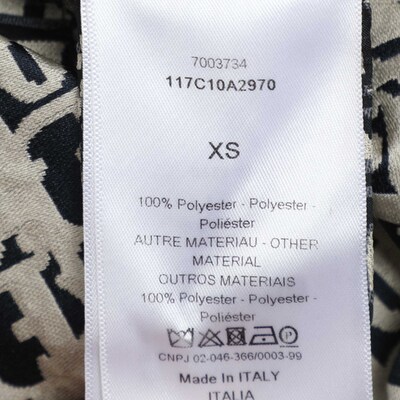 7003734
117C10A2970
XS
100% Polyester - Polyester -
Poliéster
AUTRE MATERIAU - OTHER
MATERIAL
OUTROS MATERIAIS
100% Polyester - Polyester -
Poliéster
CNPJ 02-046-366/0003-99
Made in ITALY
ITALIA